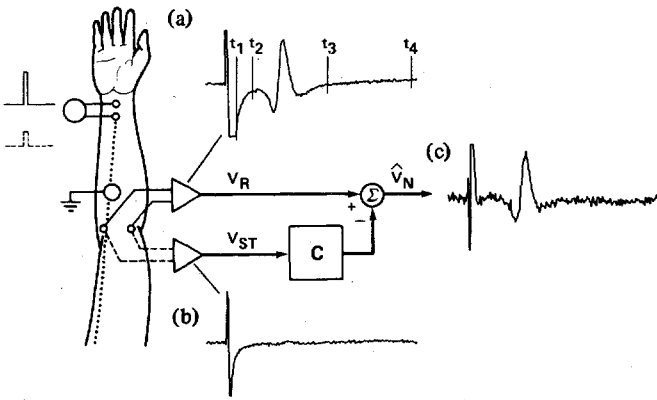 (a)
t₁ t₂ t₃ t₄
V_R
+
Σ
−
V̂_N
(c)
V_ST
C
(b)